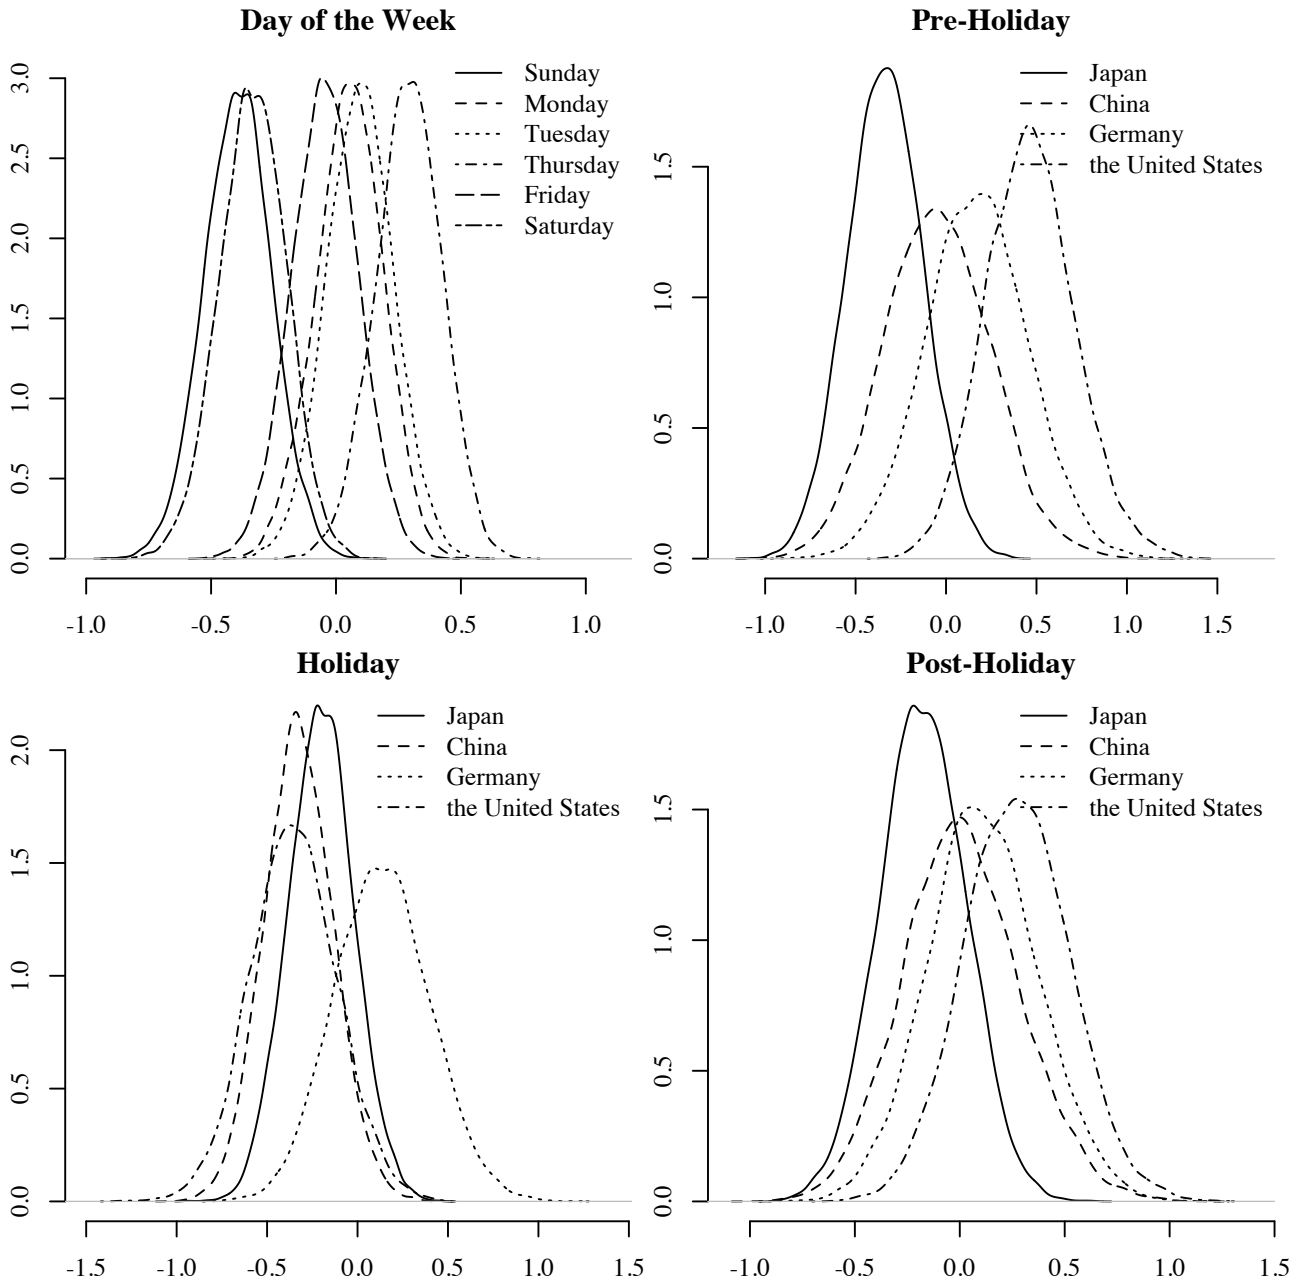 Day of the Week
Sunday
Monday
Tuesday
Thursday
Friday
Saturday
3.0
2.5
2.0
1.5
1.0
0.5
0.0
-1.0 -0.5 0.0 0.5 1.0
Pre-Holiday
Japan
China
Germany
the United States
1.5
1.0
0.5
0.0
-1.0 -0.5 0.0 0.5 1.0 1.5
Holiday
Japan
China
Germany
the United States
2.0
1.5
1.0
0.5
0.0
-1.5 -1.0 -0.5 0.0 0.5 1.0 1.5
Post-Holiday
Japan
China
Germany
the United States
1.5
1.0
0.5
0.0
-1.0 -0.5 0.0 0.5 1.0 1.5